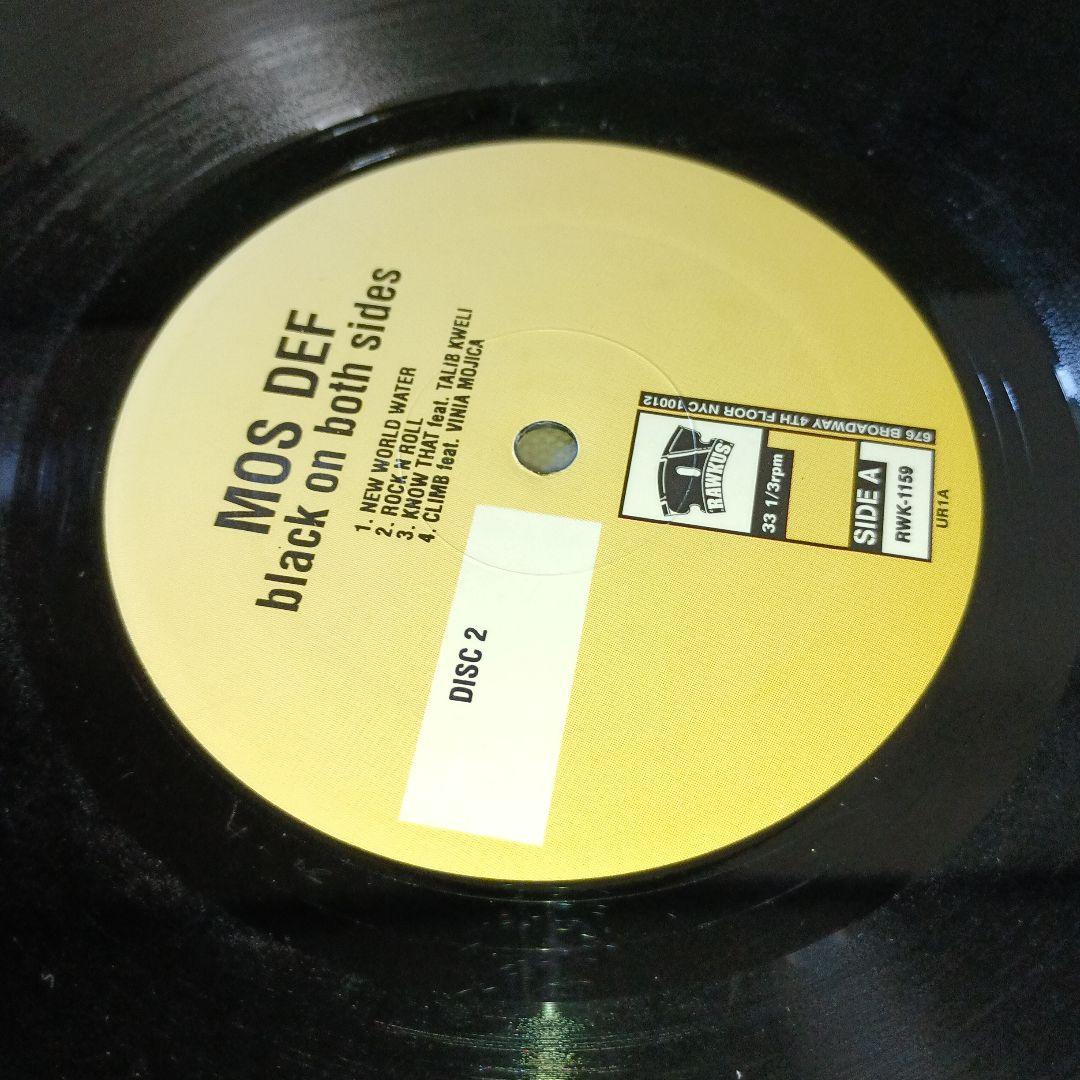 MOS DEF
black on both sides
1. NEW WORLD WATER
2. ROCK N ROLL
3. KNOW THAT feat. TALIB KWELI
4. CLIMB feat. VINIA MOJICA
DISC 2
676 BROADWAY 4TH FLOOR NYC 10012
RAWKUS
33 1/3rpm
SIDE A
RWK-1159
UR1A